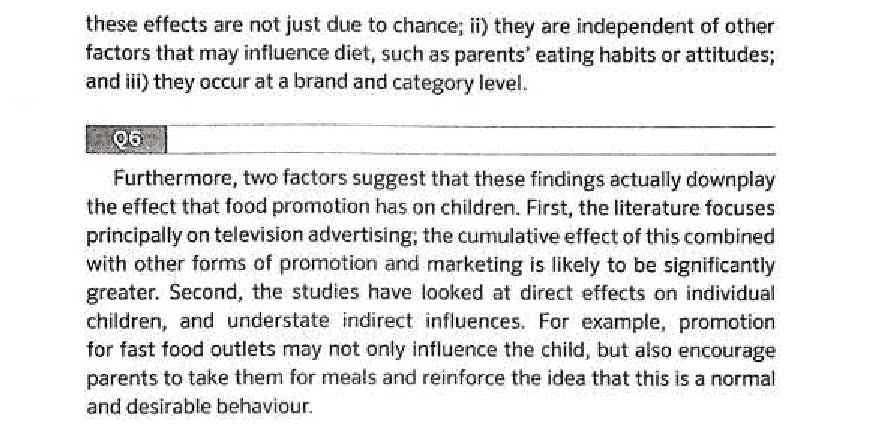 these effects are not just due to chance; ii) they are independent of other
factors that may influence diet, such as parents' eating habits or attitudes;
and iii) they occur at a brand and category level.
Q6
Furthermore, two factors suggest that these findings actually downplay
the effect that food promotion has on children. First, the literature focuses
principally on television advertising; the cumulative effect of this combined
with other forms of promotion and marketing is likely to be significantly
greater. Second, the studies have looked at direct effects on individual
children, and understate indirect influences. For example, promotion
for fast food outlets may not only influence the child, but also encourage
parents to take them for meals and reinforce the idea that this is a normal
and desirable behaviour.